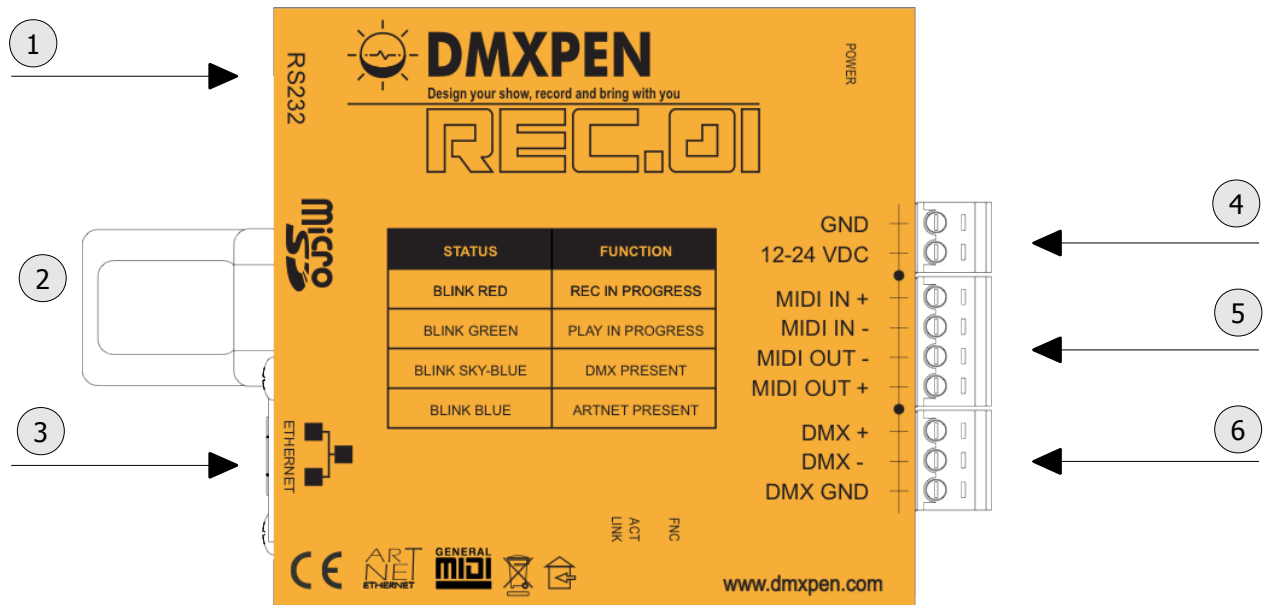 1
RS232
DMXPEN
Design your show, record and bring with you
REC.01
POWER
micro
SD
2
STATUS FUNCTION
BLINK RED REC IN PROGRESS
BLINK GREEN PLAY IN PROGRESS
BLINK SKY-BLUE DMX PRESENT
BLINK BLUE ARTNET PRESENT
3
ETHERNET
GND
12-24 VDC
4
MIDI IN +
MIDI IN -
MIDI OUT -
MIDI OUT +
5
DMX +
DMX -
DMX GND
6
LINK
ACT
FNC
CE
ART
NET
ETHERNET
GENERAL
MIDI
www.dmxpen.com